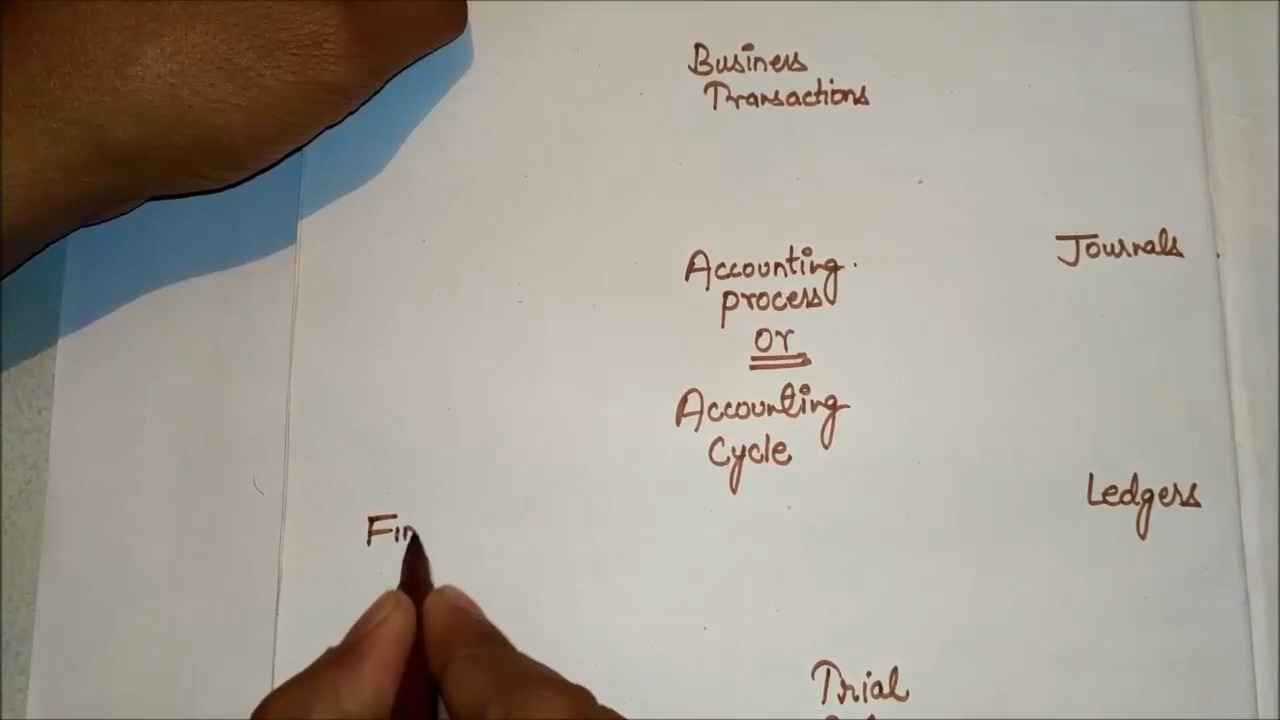 Business
Transactions
Journals
Accounting
process
or
Accounting
Cycle
Ledgers
Fin
Trial